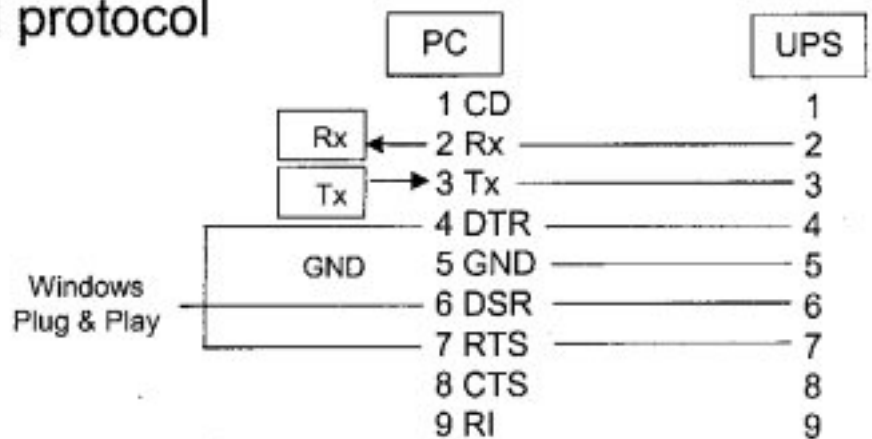 protocol
PC UPS
1 CD 1
Rx 2 Rx 2
Tx 3 Tx 3
4 DTR 4
GND 5 GND 5
Windows 6 DSR 6
Plug & Play 7 RTS 7
8 CTS 8
9 RI 9